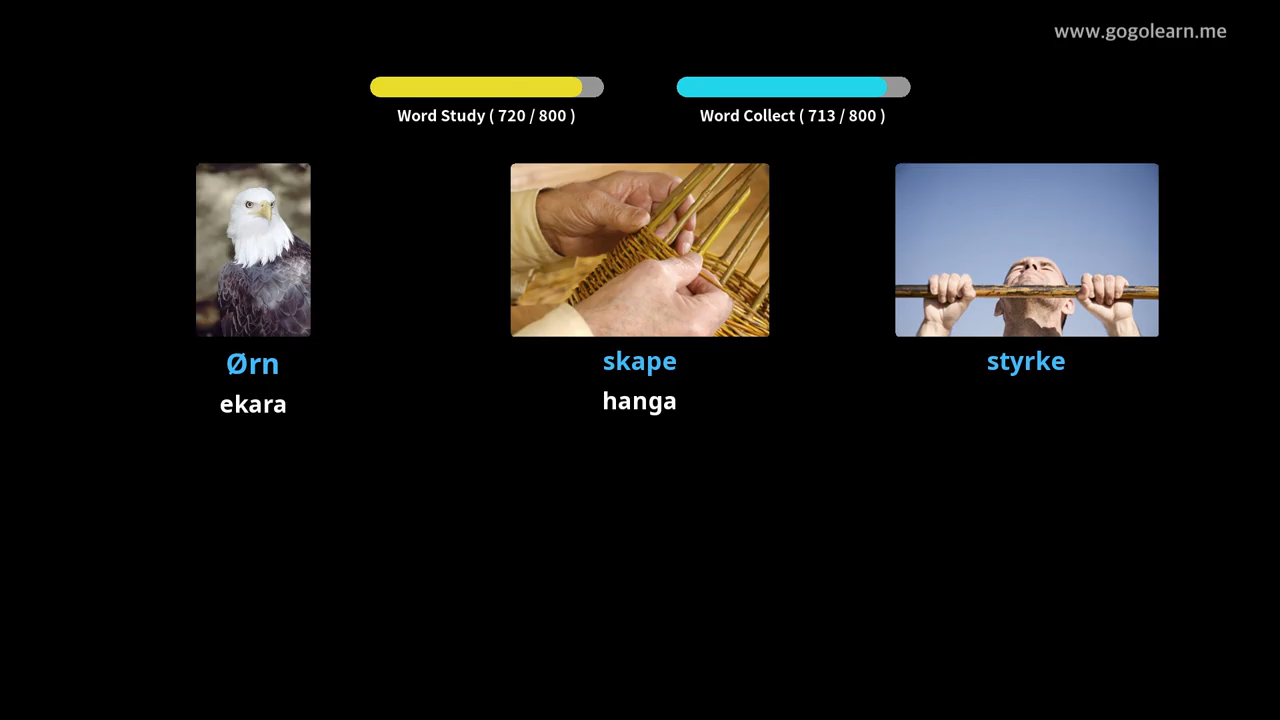 www.gogolearn.me
Word Study ( 720 / 800 )
Word Collect ( 713 / 800 )
Ørn
skape
styrke
ekara
hanga